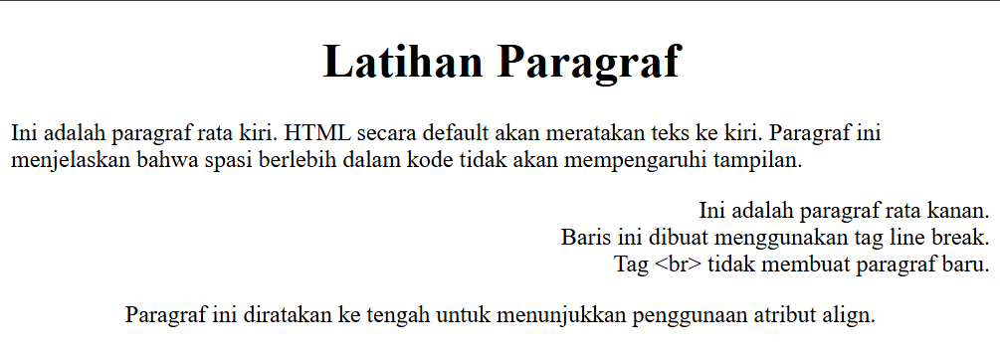 Latihan Paragraf
Ini adalah paragraf rata kiri. HTML secara default akan meratakan teks ke kiri. Paragraf ini
menjelaskan bahwa spasi berlebih dalam kode tidak akan mempengaruhi tampilan.
Ini adalah paragraf rata kanan.
Baris ini dibuat menggunakan tag line break.
Tag <br> tidak membuat paragraf baru.
Paragraf ini diratakan ke tengah untuk menunjukkan penggunaan atribut align.